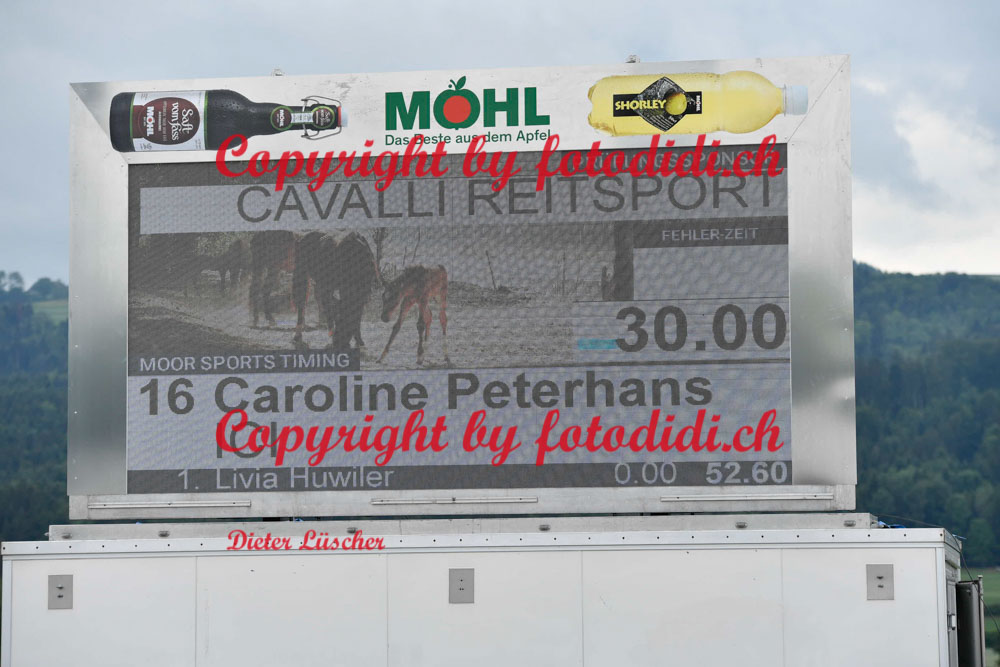 MÖHL
Saft vom Fass
MÖHL
Das Beste aus dem Apfel
SHORLEY
MÖHL
Copyright by fotodidi.ch
CAVALLI REITSPORT
FEHLER-ZEIT
30.00
MOOR SPORTS TIMING
16 Caroline Peterhans
Copyright by fotodidi.ch
1. Livia Huwiler 0.00 52.60
Dieter Lüscher